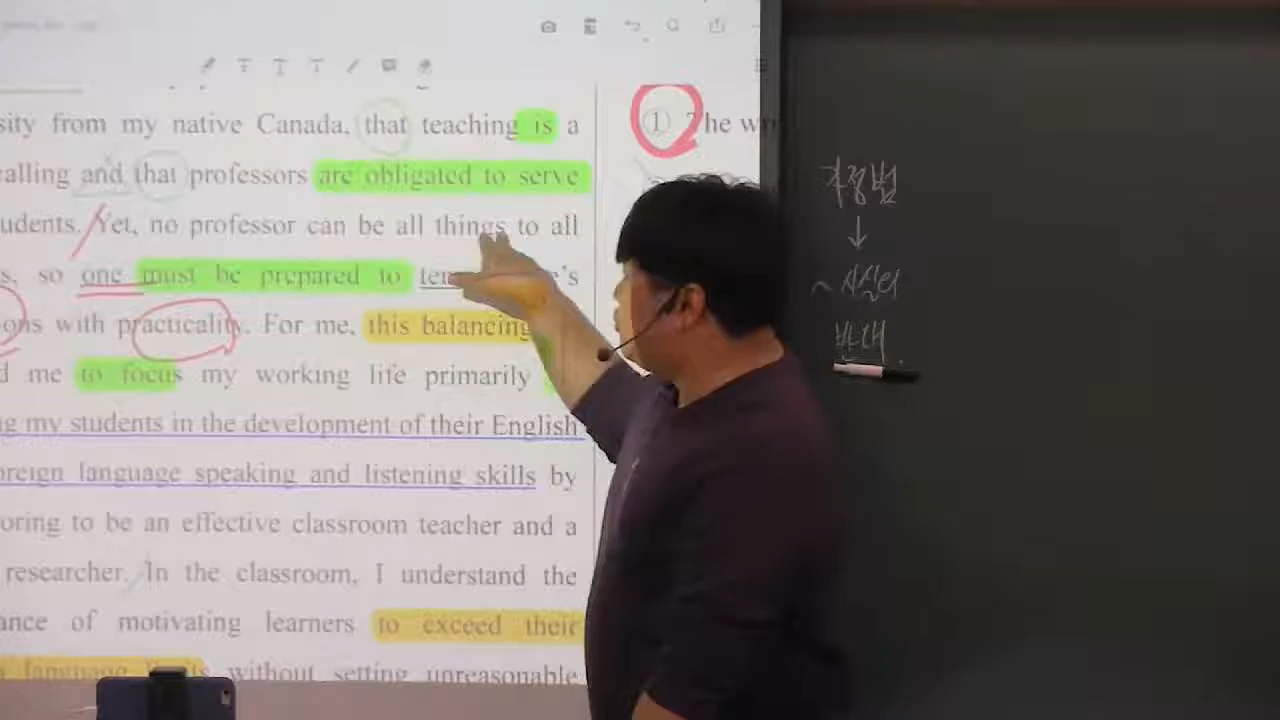 sity from my native Canada, that teaching is a
calling and that professors are obligated to serve
udents. Yet, no professor can be all things to all
s, so one must be prepared to 's
ons with practicality. For me, this balancing
d me to focus my working life primarily
ng my students in the development of their English
oreign language speaking and listening skills by
oring to be an effective classroom teacher and a
researcher. In the classroom, I understand the
ance of motivating learners to exceed their
language without setting unreasonable
① The wr
가정법
↓
~ 사실의
반대.